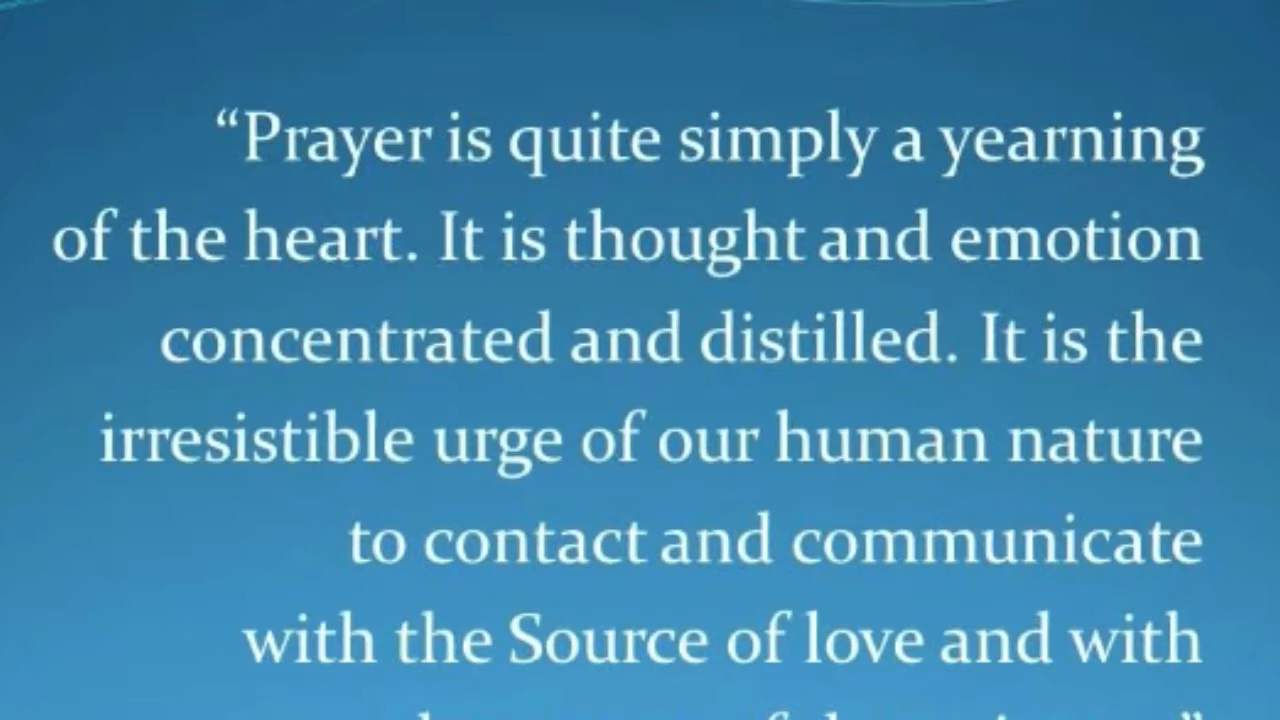 “Prayer is quite simply a yearning
of the heart. It is thought and emotion
concentrated and distilled. It is the
irresistible urge of our human nature
to contact and communicate
with the Source of love and with